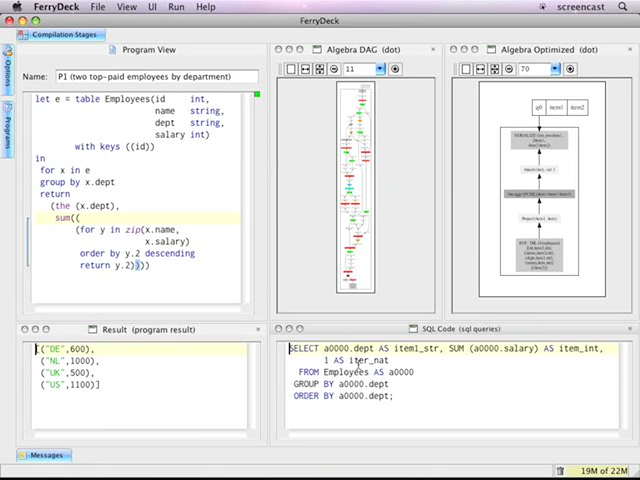 FerryDeck File Edit View UI Run Help screencast
FerryDeck
Compilation Stages
Options
Programs
Program View
Name: P1 (two top-paid employees by department)
let e = table Employees(id int,
name string,
dept string,
salary int)
with keys ((id))
in
for x in e
group by x.dept
return
(the (x.dept),
sum((
(for y in zip(x.name,
x.salary)
order by y.2 descending
return y.2))))
Algebra DAG (dot)
11
Algebra Optimized (dot)
70
q0 item1 item2
Result (program result)
[("DE",600),
("NL",1000),
("UK",500),
("US",1100)]
SQL Code (sql queries)
SELECT a0000.dept AS item1_str, SUM (a0000.salary) AS item_int,
1 AS iter_nat
FROM Employees AS a0000
GROUP BY a0000.dept
ORDER BY a0000.dept;
Messages
19M of 22M